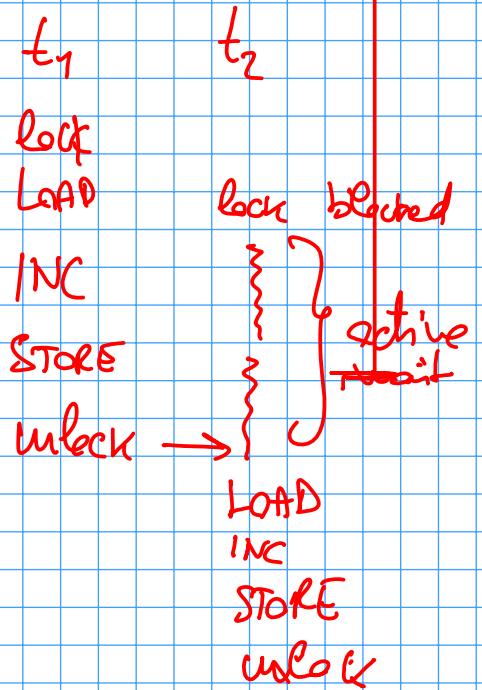 t1 t2
lock
LOAD lock blocked
INC
STORE active
wait
unlock →
LOAD
INC
STORE
unlock